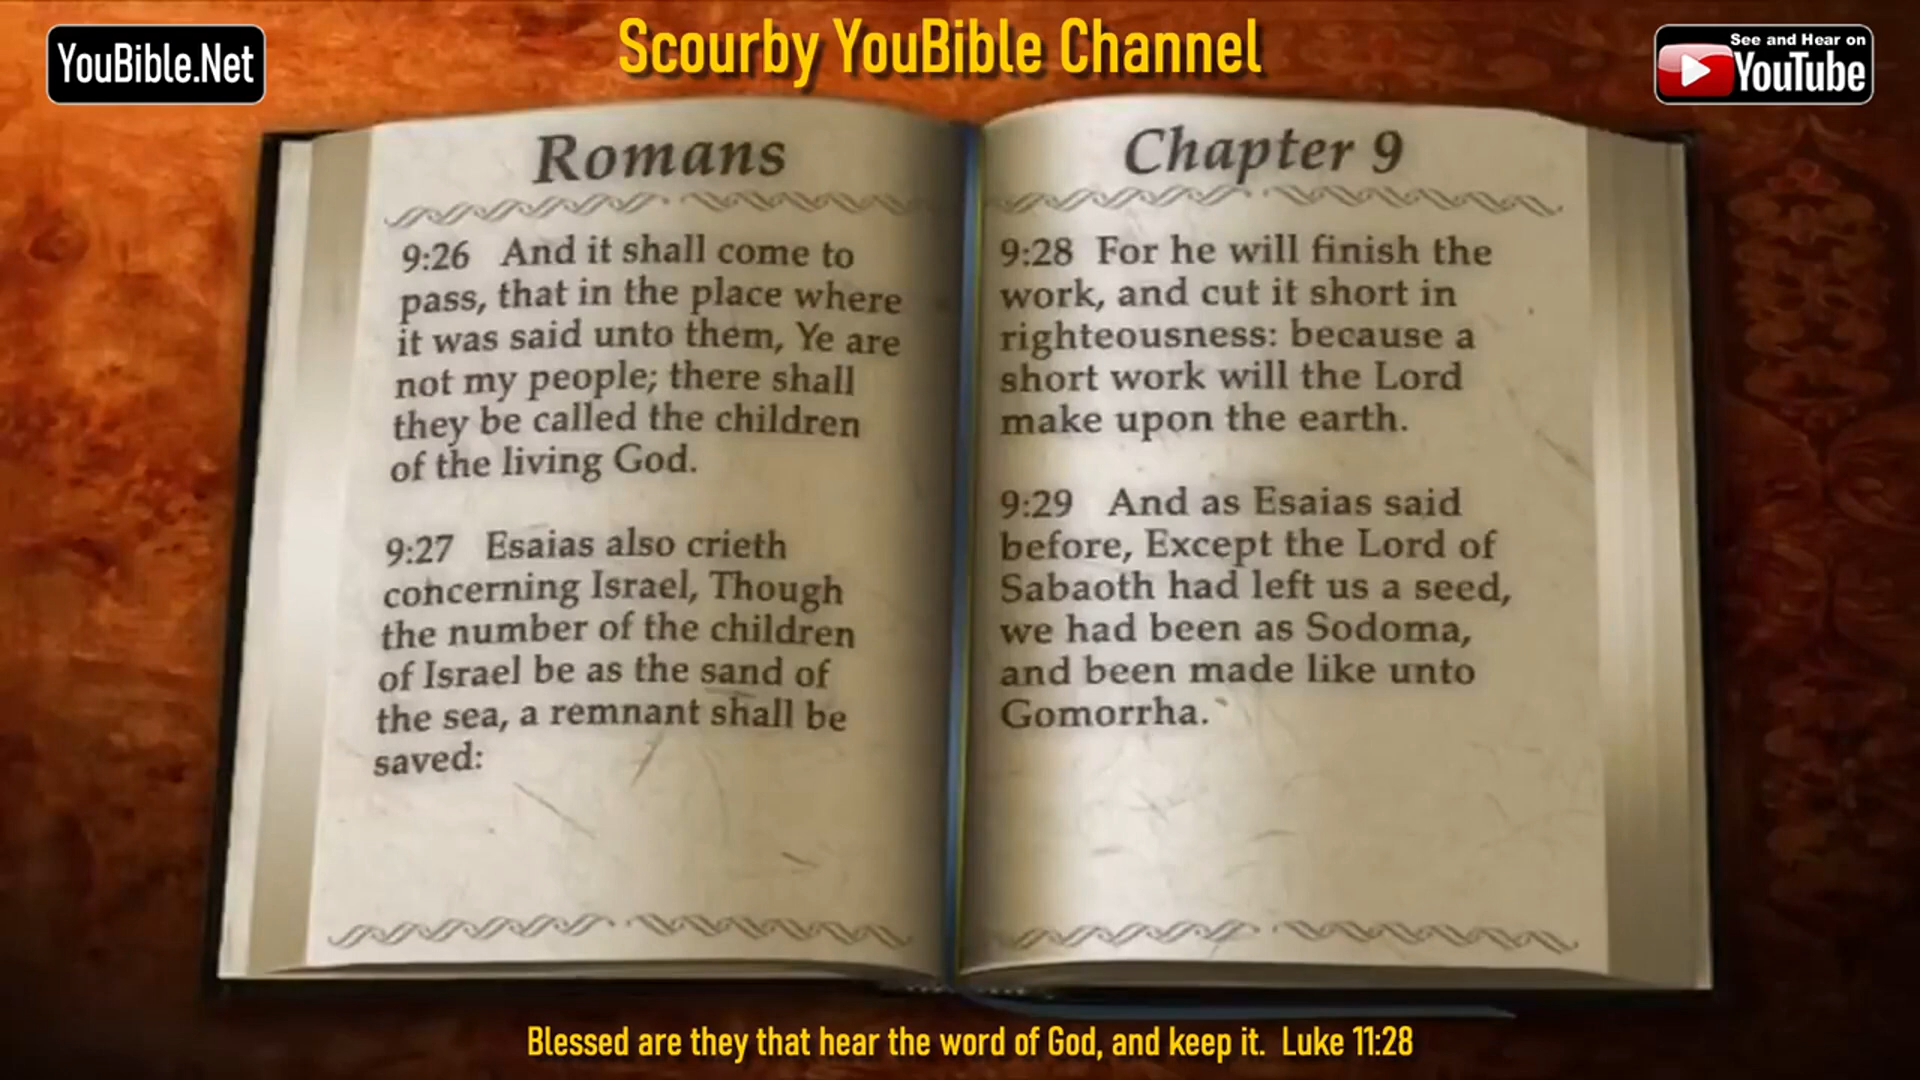 YouBible.Net
Scourby YouBible Channel
See and Hear on
YouTube
Romans
9:26 And it shall come to
pass, that in the place where
it was said unto them, Ye are
not my people; there shall
they be called the children
of the living God.
9:27 Esaias also crieth
concerning Israel, Though
the number of the children
of Israel be as the sand of
the sea, a remnant shall be
saved:
Chapter 9
9:28 For he will finish the
work, and cut it short in
righteousness: because a
short work will the Lord
make upon the earth.
9:29 And as Esaias said
before, Except the Lord of
Sabaoth had left us a seed,
we had been as Sodoma,
and been made like unto
Gomorrha.
Blessed are they that hear the word of God, and keep it. Luke 11:28